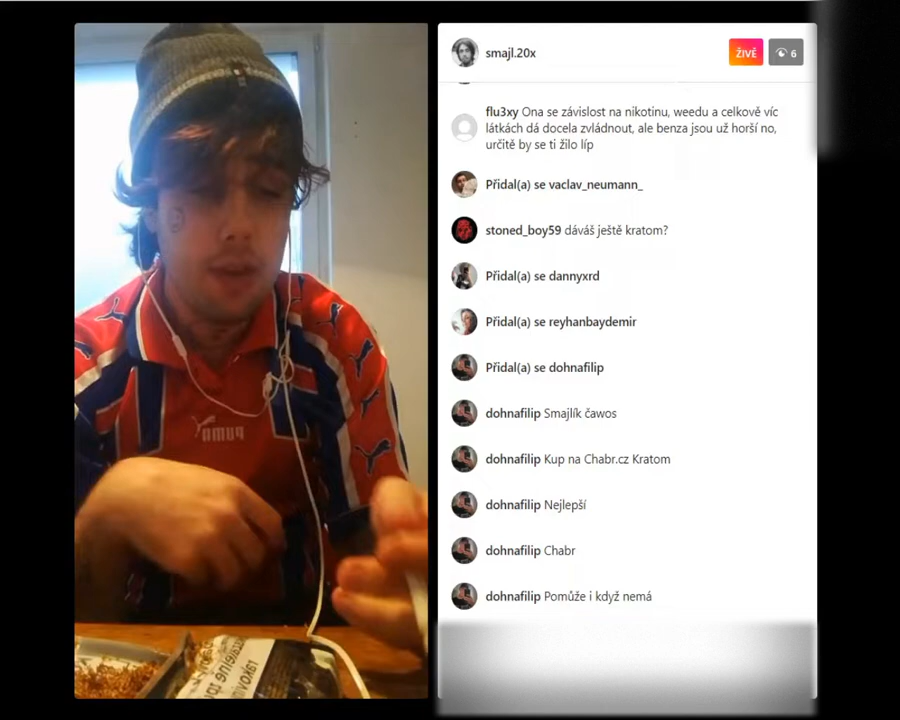 smajl.20x
ŽIVĚ
6
flu3xy Ona se závislost na nikotinu, weedu a celkově víc
látkách dá docela zvládnout, ale benza jsou už horší no,
určitě by se ti žilo líp
Přidal(a) se vaclav_neumann_
stoned_boy59 dáváš ještě kratom?
Přidal(a) se dannyxrd
Přidal(a) se reyhanbaydemir
Přidal(a) se dohnafilip
dohnafilip Smajlík čawos
dohnafilip Kup na Chabr.cz Kratom
dohnafilip Nejlepší
dohnafilip Chabr
dohnafilip Pomůže i když nemá
PUMA